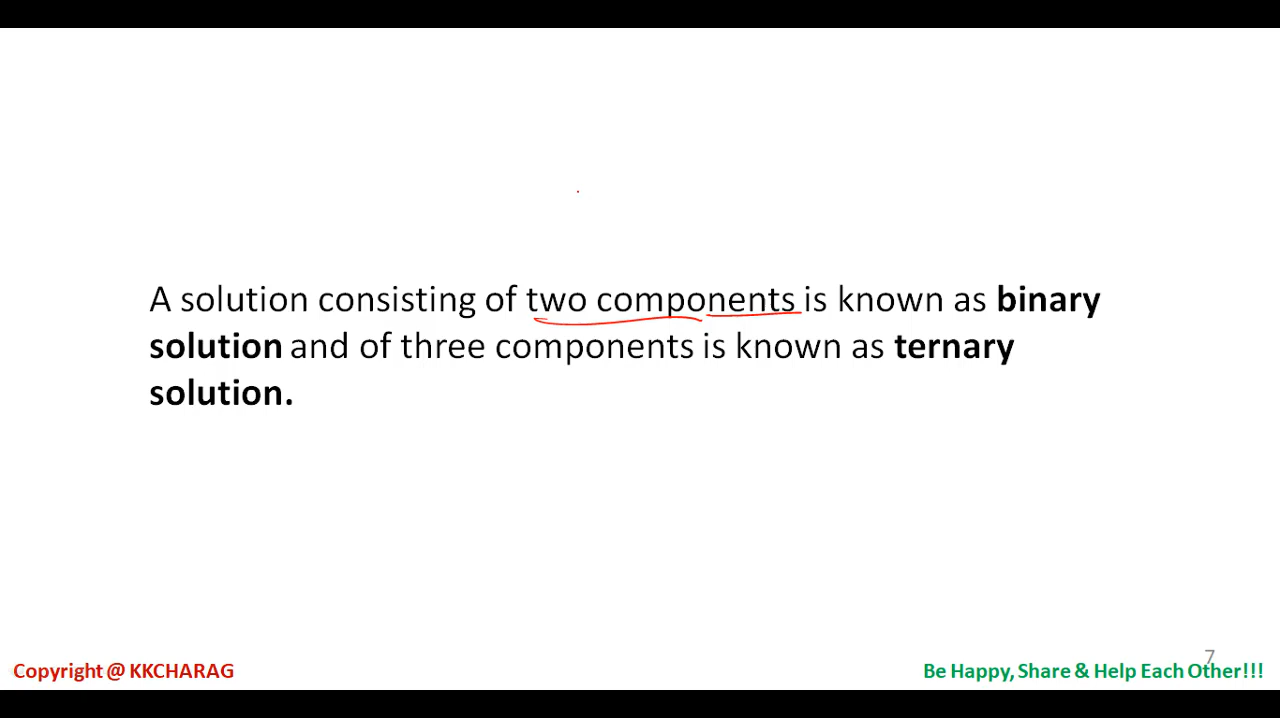 A solution consisting of two components is known as binary
solution and of three components is known as ternary
solution.
7
Copyright @ KKCHARAG
Be Happy, Share & Help Each Other!!!